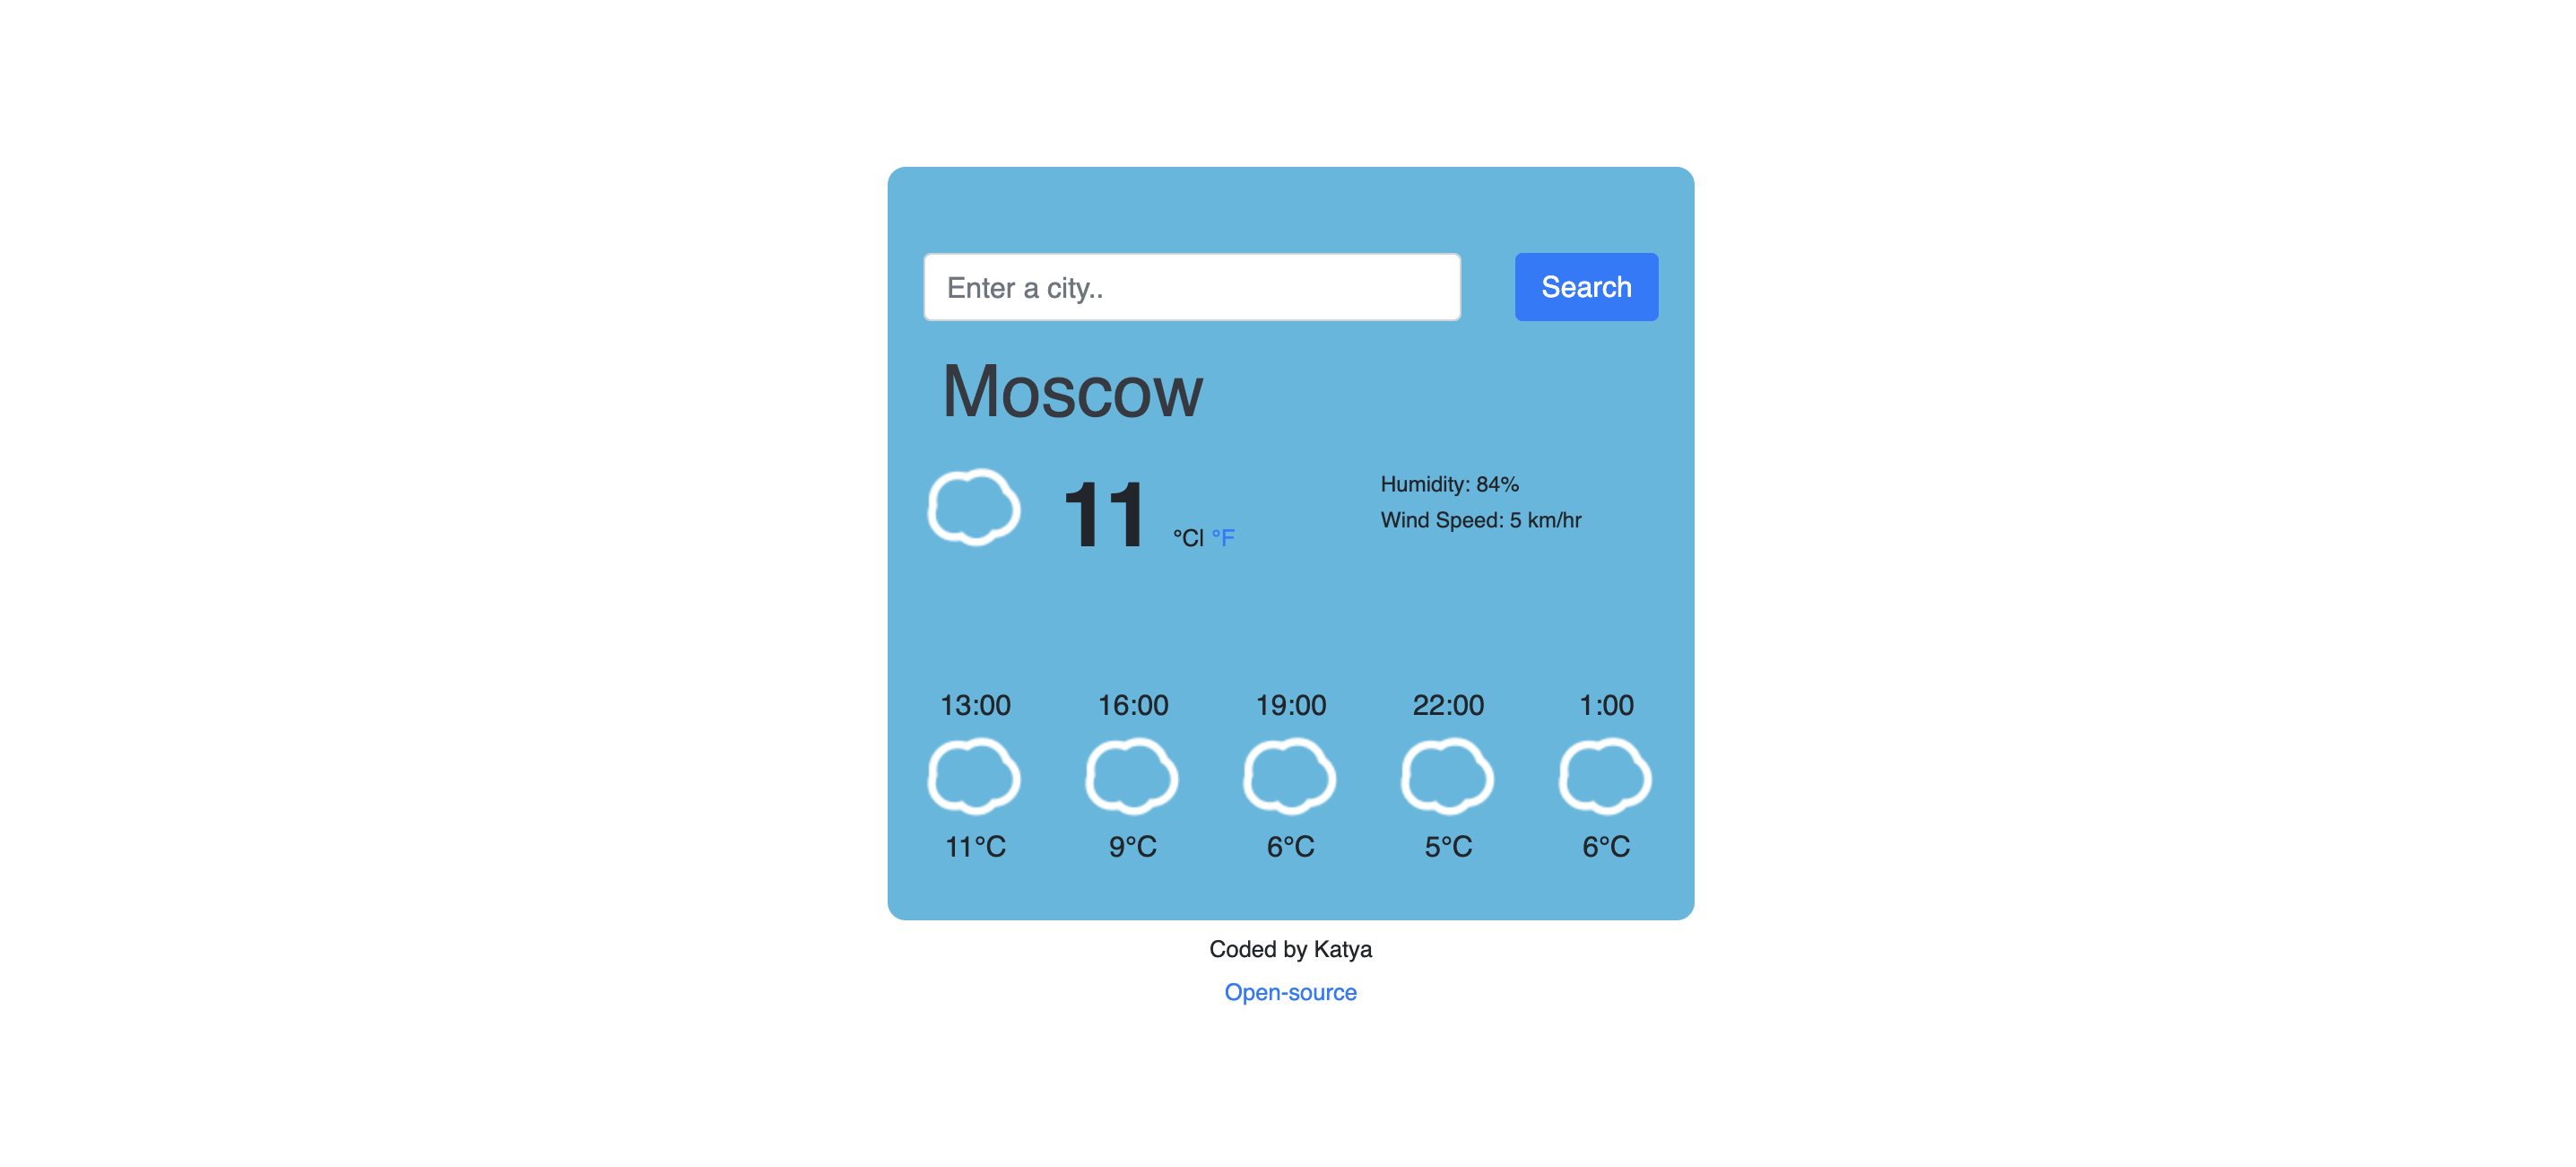 Enter a city..
Search
Moscow
11 °C| °F
Humidity: 84%
Wind Speed: 5 km/hr
13:00 16:00 19:00 22:00 1:00
11°C 9°C 6°C 5°C 6°C
Coded by Katya
Open-source